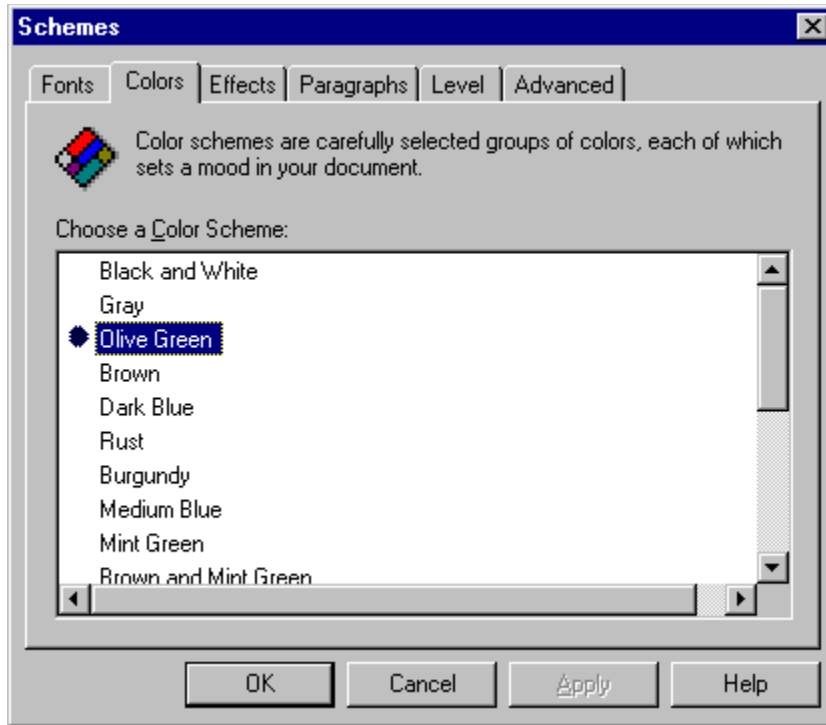 Schemes
Fonts Colors Effects Paragraphs Level Advanced
Color schemes are carefully selected groups of colors, each of which
sets a mood in your document.
Choose a Color Scheme:
Black and White
Gray
Olive Green
Brown
Dark Blue
Rust
Burgundy
Medium Blue
Mint Green
Brown and Mint Green
OK Cancel Apply Help